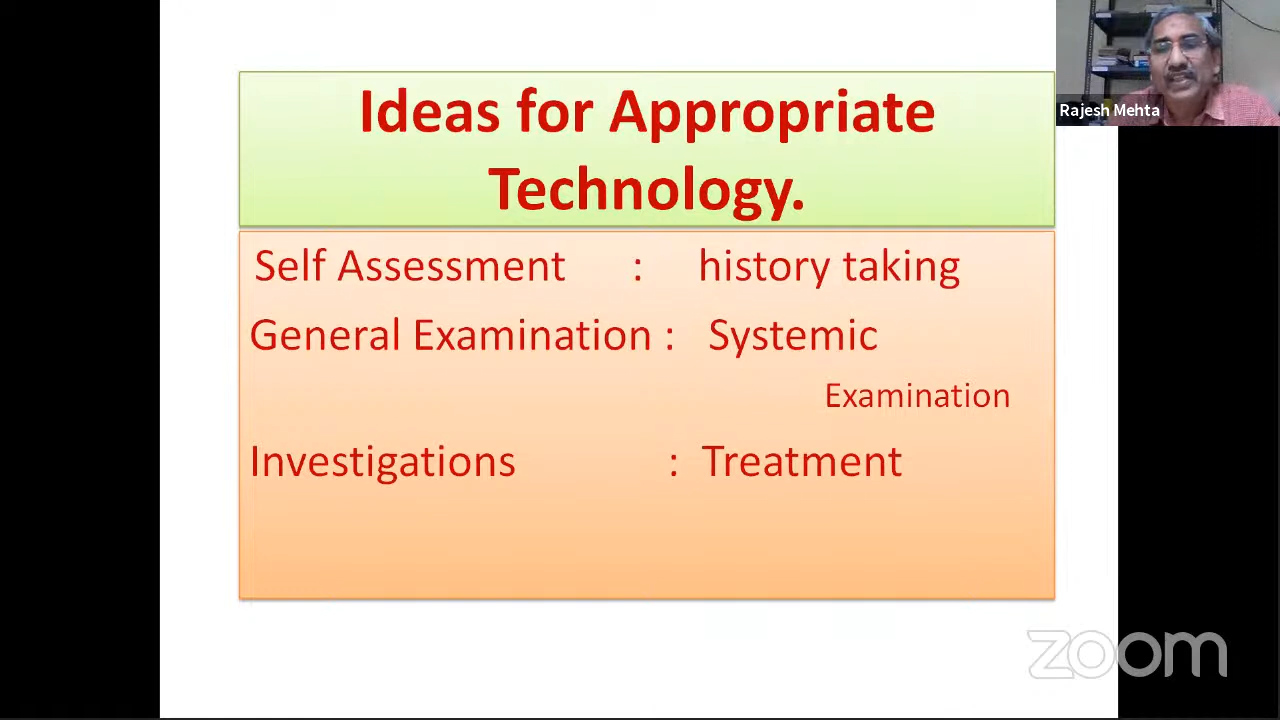 Ideas for Appropriate
Technology.
Rajesh Mehta
Self Assessment : history taking
General Examination : Systemic
Examination
Investigations : Treatment
zoom